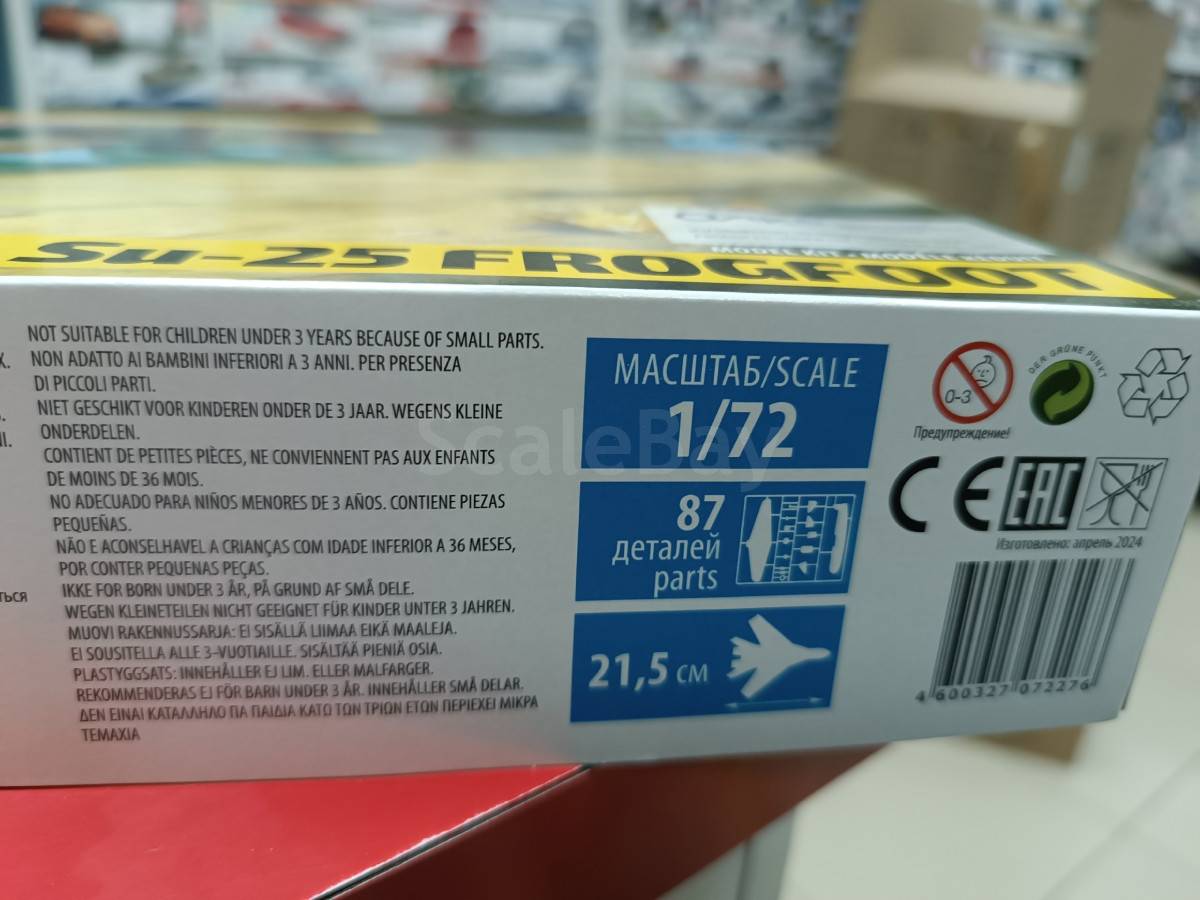 Su-25 FROGFOOT
NOT SUITABLE FOR CHILDREN UNDER 3 YEARS BECAUSE OF SMALL PARTS.
NON ADATTO AI BAMBINI INFERIORI A 3 ANNI. PER PRESENZA
DI PICCOLI PARTI.
NIET GESCHIKT VOOR KINDEREN ONDER DE 3 JAAR. WEGENS KLEINE
ONDERDELEN.
CONTIENT DE PETITES PIÈCES, NE CONVIENNENT PAS AUX ENFANTS
DE MOINS DE 36 MOIS.
NO ADECUADO PARA NIÑOS MENORES DE 3 AÑOS. CONTIENE PIEZAS
PEQUEÑAS.
NÃO E ACONSELHAVEL A CRIANÇAS COM IDADE INFERIOR A 36 MESES,
POR CONTER PEQUENAS PEÇAS.
IKKE FOR BORN UNDER 3 ÅR, PÅ GRUND AF SMÅ DELE.
WEGEN KLEINETEILEN NICHT GEEIGNET FÜR KINDER UNTER 3 JAHREN.
MUOVI RAKENNUSSARJA: EI SISÄLLÄ LIIMAA EIKÄ MAALEJA.
EI SOUSITELLA ALLE 3-VUOTIAILLE. SISÄLTÄÄ PIENIÄ OSIA.
PLASTYGGSATS: INNEHÅLLER EJ LIM. ELLER MALFARGER.
REKOMMENDERAS EJ FÖR BARN UNDER 3 ÅR. INNEHÅLLER SMÅ DELAR.
ΔΕΝ ΕΙΝΑΙ ΚΑΤΑΛΛΗΛΟ ΓΙΑ ΠΑΙΔΙΑ ΚΑΤΩ ΤΩΝ ΤΡΙΩΝ ΕΤΩΝ ΠΕΡΙΕΧΕΙ ΜΙΚΡΑ
ΤΕΜΑΧΙΑ
ться
МАСШТАБ/SCALE
1/72
87
деталей
parts
21,5 см
0-3
Предупреждение!
DER GRÜNE PUNKT
CE EAC
Изготовлено: апрель 2024
4 600327 072276
ScaleBay